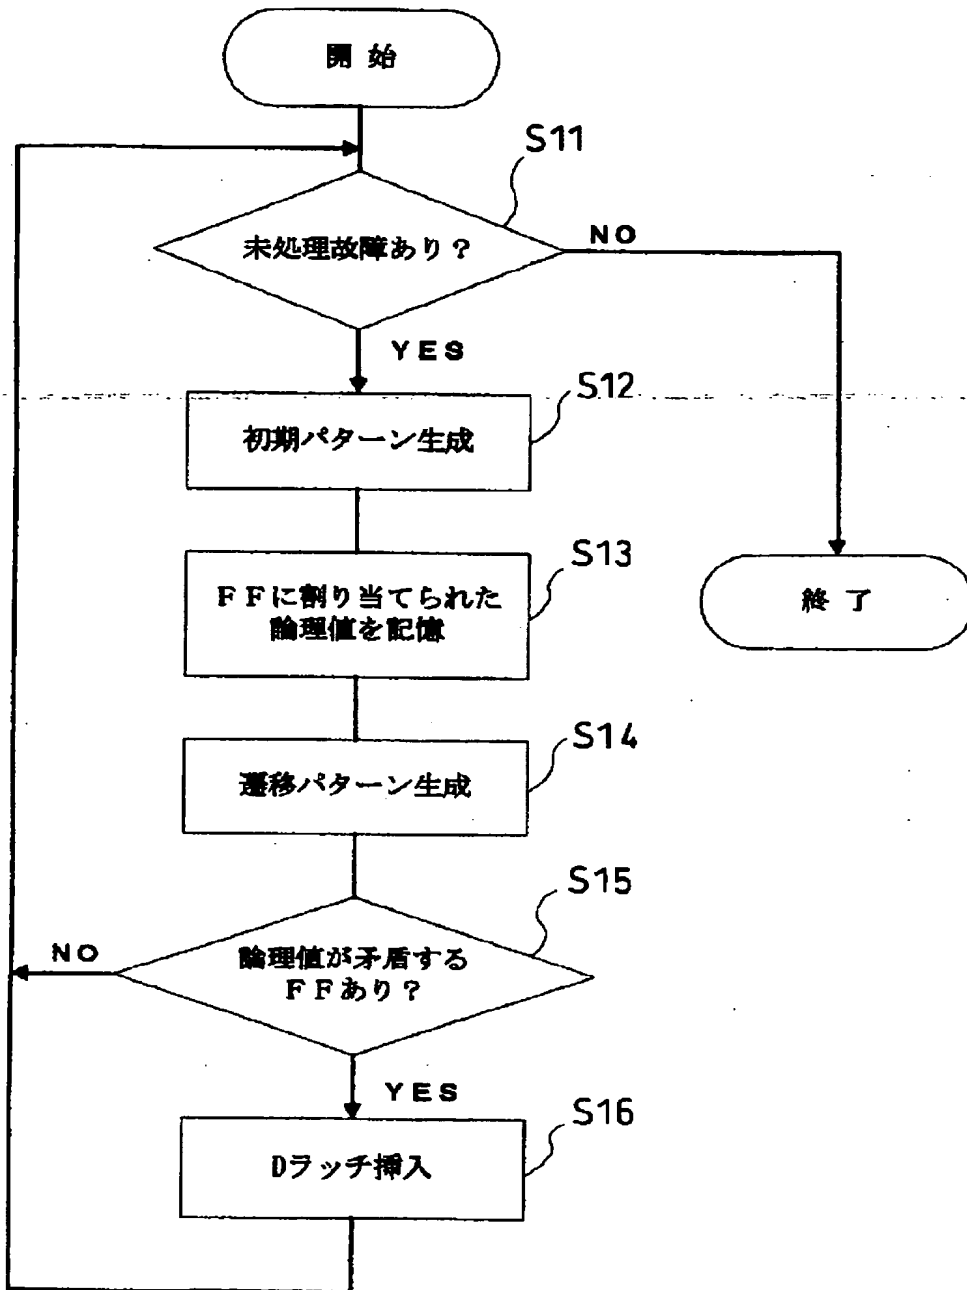 開 始
S11
未処理故障あり?
NO
YES
S12
初期パターン生成
S13
FFに割り当てられた
論理値を記憶
終 了
S14
遷移パターン生成
S15
論理値が矛盾する
FFあり?
NO
YES
S16
Dラッチ挿入